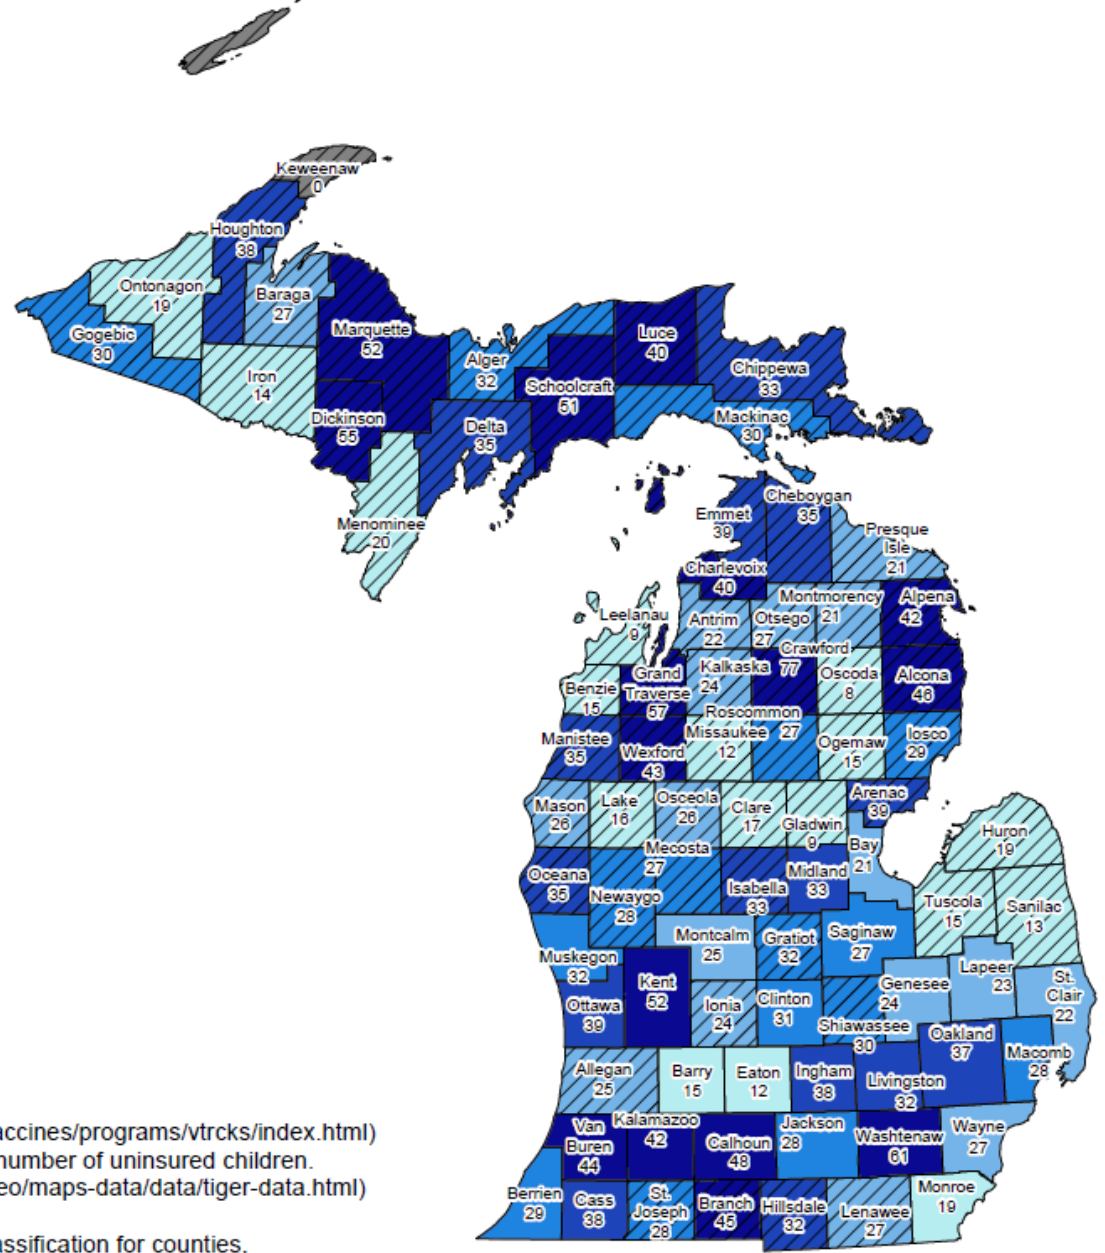 Keweenaw
0
Houghton
38
Ontonagon
19
Baraga
27
Gogebic
30
Marquette
52
Iron
14
Dickinson
55
Alger
32
Luce
40
Schoolcraft
51
Chippewa
33
Delta
35
Mackinac
30
Menominee
20
Cheboygan
35
Emmet
39
Presque
Isle
21
Charlevoix
40
Leelanau
9
Antrim
22
Otsego
27
Montmorency
21
Alpena
42
Benzie
15
Grand
Traverse
57
Kalkaska
24
Crawford
77
Oscoda
8
Alcona
46
Manistee
35
Wexford
43
Missaukee
12
Roscommon
27
Ogemaw
15
Iosco
29
Mason
26
Lake
16
Osceola
26
Clare
17
Gladwin
9
Arenac
39
Bay
21
Huron
19
Oceana
35
Newaygo
28
Mecosta
27
Isabella
33
Midland
33
Tuscola
15
Sanilac
13
Muskegon
32
Montcalm
25
Gratiot
32
Saginaw
27
Genesee
24
Lapeer
23
St.
Clair
22
Ottawa
39
Kent
52
Ionia
24
Clinton
31
Shiawassee
30
Oakland
37
Macomb
28
Allegan
25
Barry
15
Eaton
12
Ingham
38
Livingston
32
Van
Buren
44
Kalamazoo
42
Calhoun
48
Jackson
28
Washtenaw
61
Wayne
27
Berrien
29
Cass
38
St.
Joseph
28
Branch
45
Hillsdale
32
Lenawee
27
Monroe
19
accines/programs/vtrcks/index.html)
number of uninsured children.
eo/maps-data/data/tiger-data.html)
assification for counties.